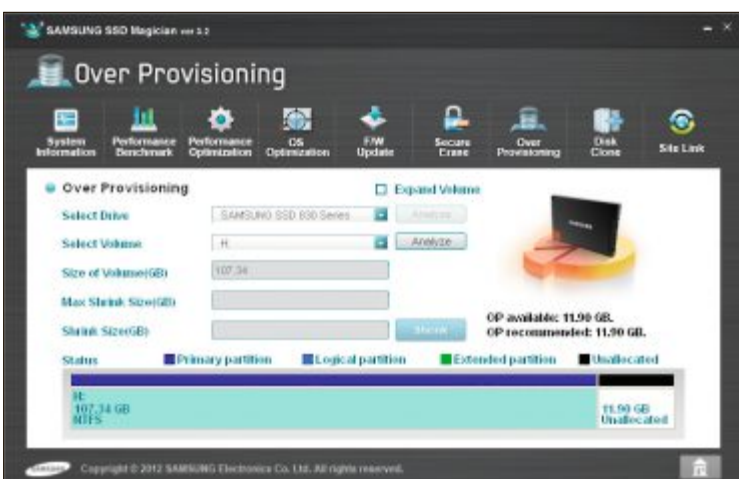 SAMSUNG SSD Magician ver 3.2
Over Provisioning
System Information
Performance Benchmark
Performance Optimization
OS Optimization
F/W Update
Secure Erase
Over Provisioning
Disk Clone
Site Link
Over Provisioning
Expand Volume
Select Drive
SAMSUNG SSD 830 Series
Analyze
Select Volume
H:
Analyze
Size of Volume(GB)
107.34
Max Shrink Size(GB)
Shrink Size(GB)
Shrink
OP available: 11.90 GB.
OP recommended: 11.90 GB.
Status
Primary partition
Logical partition
Extended partition
Unallocated
H:
107.34 GB
NTFS
11.90 GB
Unallocated
SAMSUNG
Copyright © 2012 SAMSUNG Electronics Co. Ltd. All rights reserved.